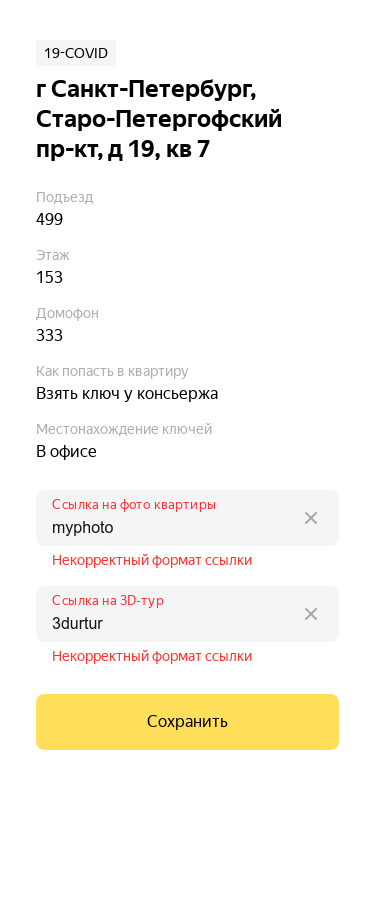 19-COVID
г Санкт-Петербург,
Старо-Петергофский
пр-кт, д 19, кв 7
Подъезд
499
Этаж
153
Домофон
333
Как попасть в квартиру
Взять ключ у консьержа
Местонахождение ключей
В офисе
Ссылка на фото квартиры
myphoto
Некорректный формат ссылки
Ссылка на 3D-тур
3durtur
Некорректный формат ссылки
Сохранить